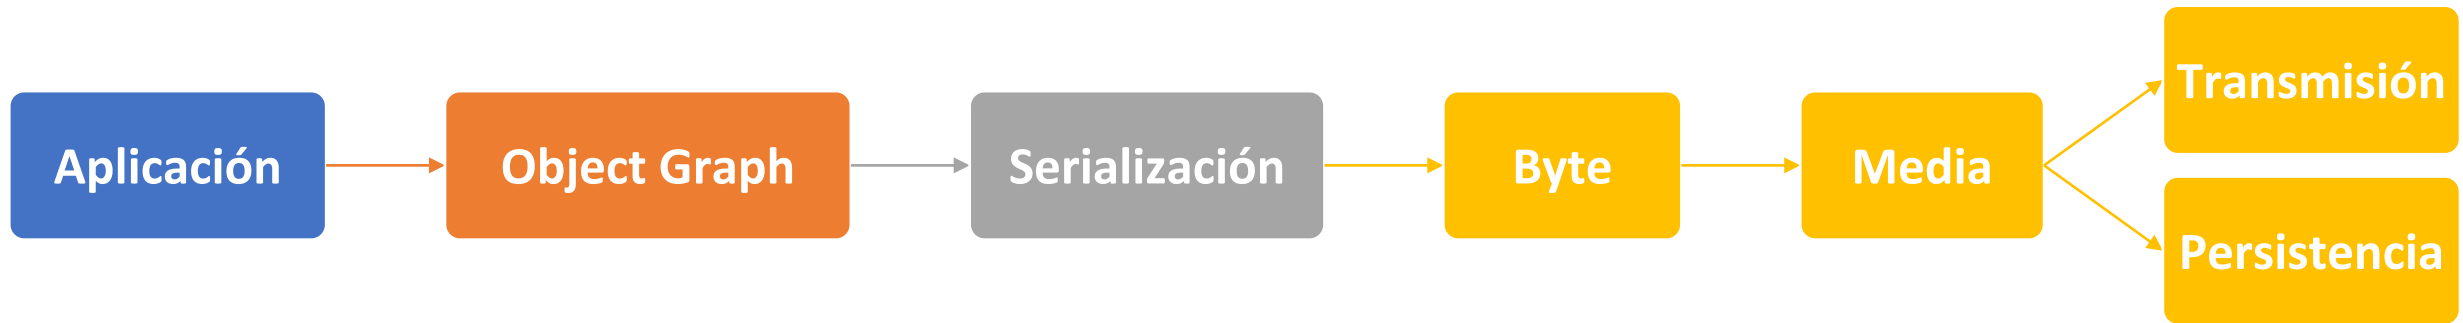 Aplicación
Object Graph
Serialización
Byte
Media
Transmisión
Persistencia